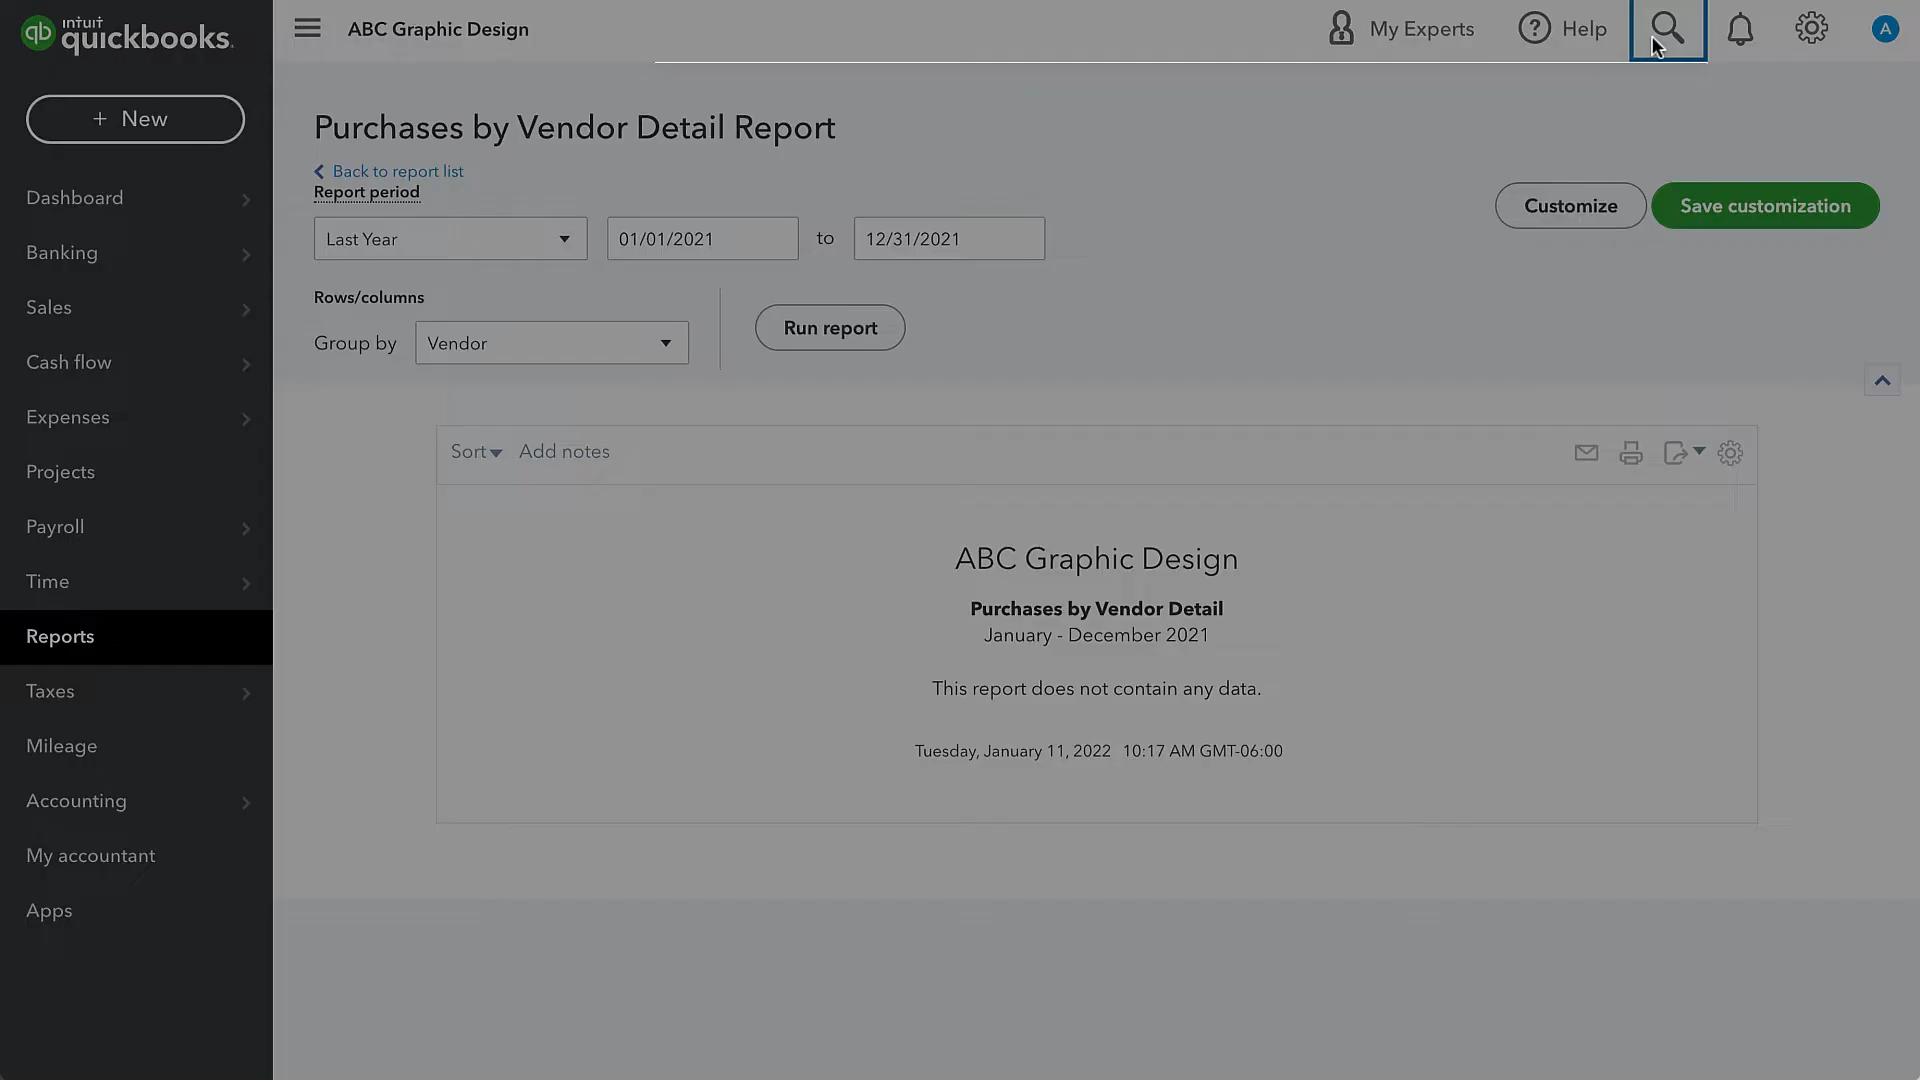 intuit
quickbooks.
ABC Graphic Design
My Experts
Help
A
+ New
Dashboard
Banking
Sales
Cash flow
Expenses
Projects
Payroll
Time
Reports
Taxes
Mileage
Accounting
My accountant
Apps
Purchases by Vendor Detail Report
Back to report list
Report period
Last Year
01/01/2021
to
12/31/2021
Customize
Save customization
Rows/columns
Group by
Vendor
Run report
Sort
Add notes
ABC Graphic Design
Purchases by Vendor Detail
January - December 2021
This report does not contain any data.
Tuesday, January 11, 2022 10:17 AM GMT-06:00